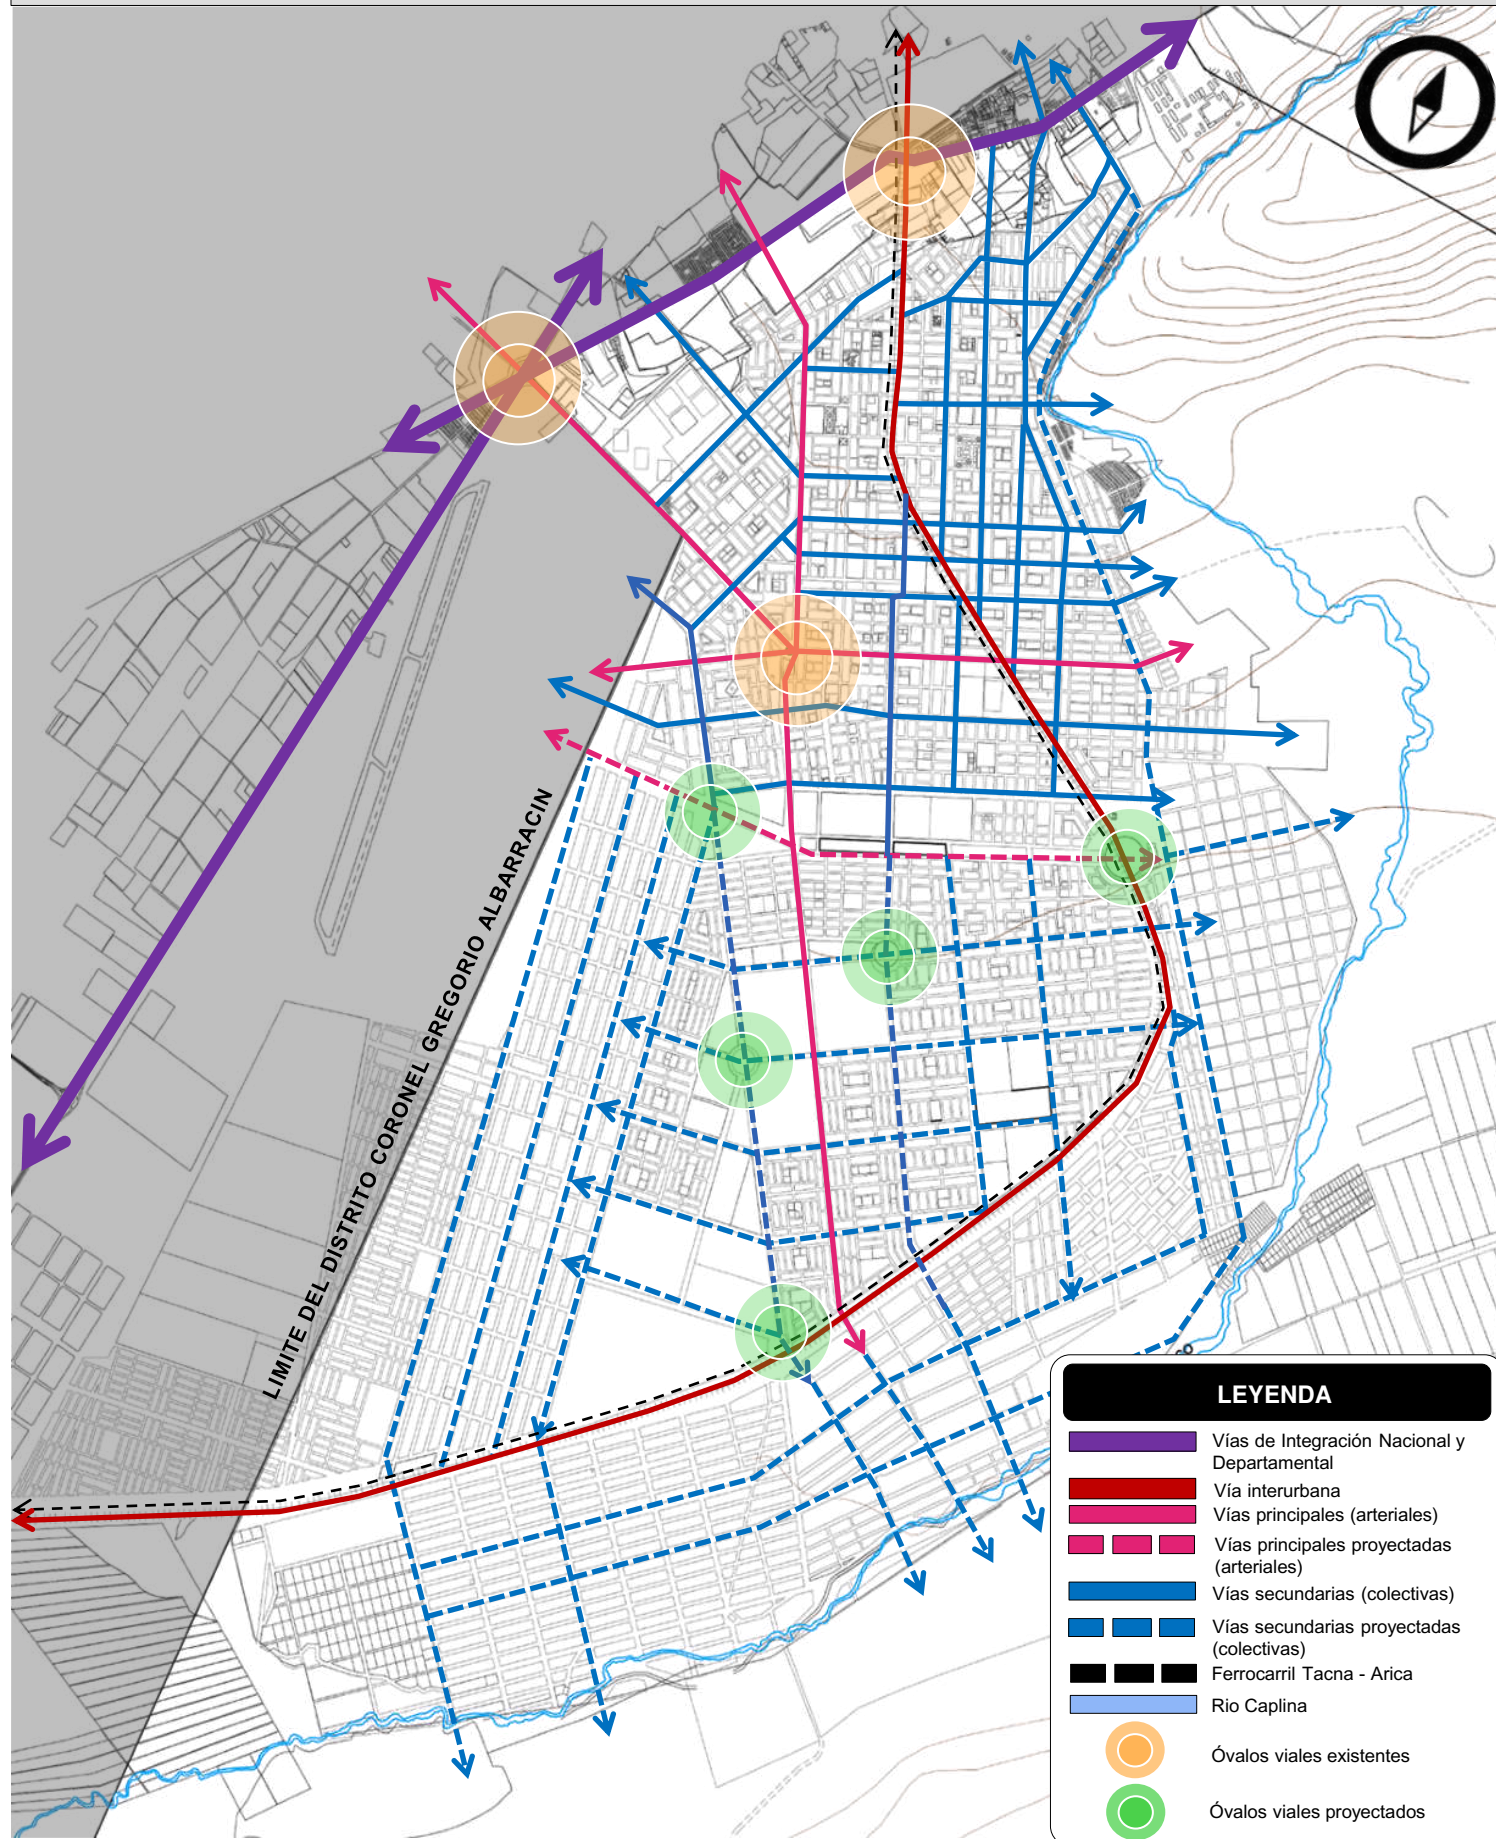 LIMITE DEL DISTRITO CORONEL GREGORIO ALBARRACIN
LEYENDA
Vías de Integración Nacional y
Departamental
Vía interurbana
Vías principales (arteriales)
Vías principales proyectadas
(arteriales)
Vías secundarias (colectivas)
Vías secundarias proyectadas
(colectivas)
Ferrocarril Tacna - Arica
Rio Caplina
Óvalos viales existentes
Óvalos viales proyectados